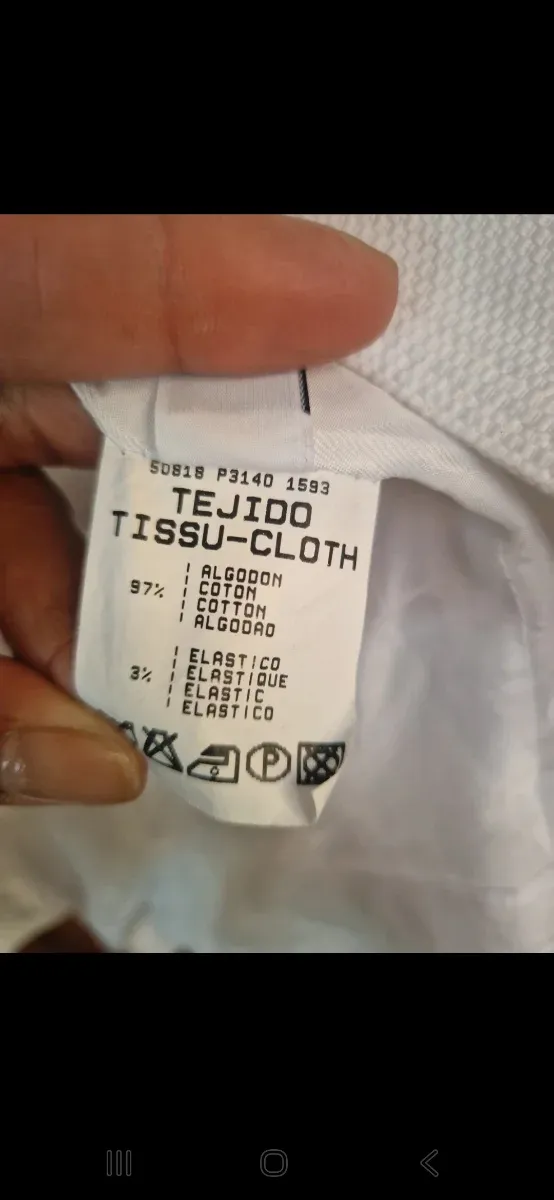 50818 P3140 1593
TEJIDO
TISSU-CLOTH
97%
ALGODON
COTON
COTTON
ALGODAO
3%
ELASTICO
ELASTIQUE
ELASTIC
ELASTICO
P